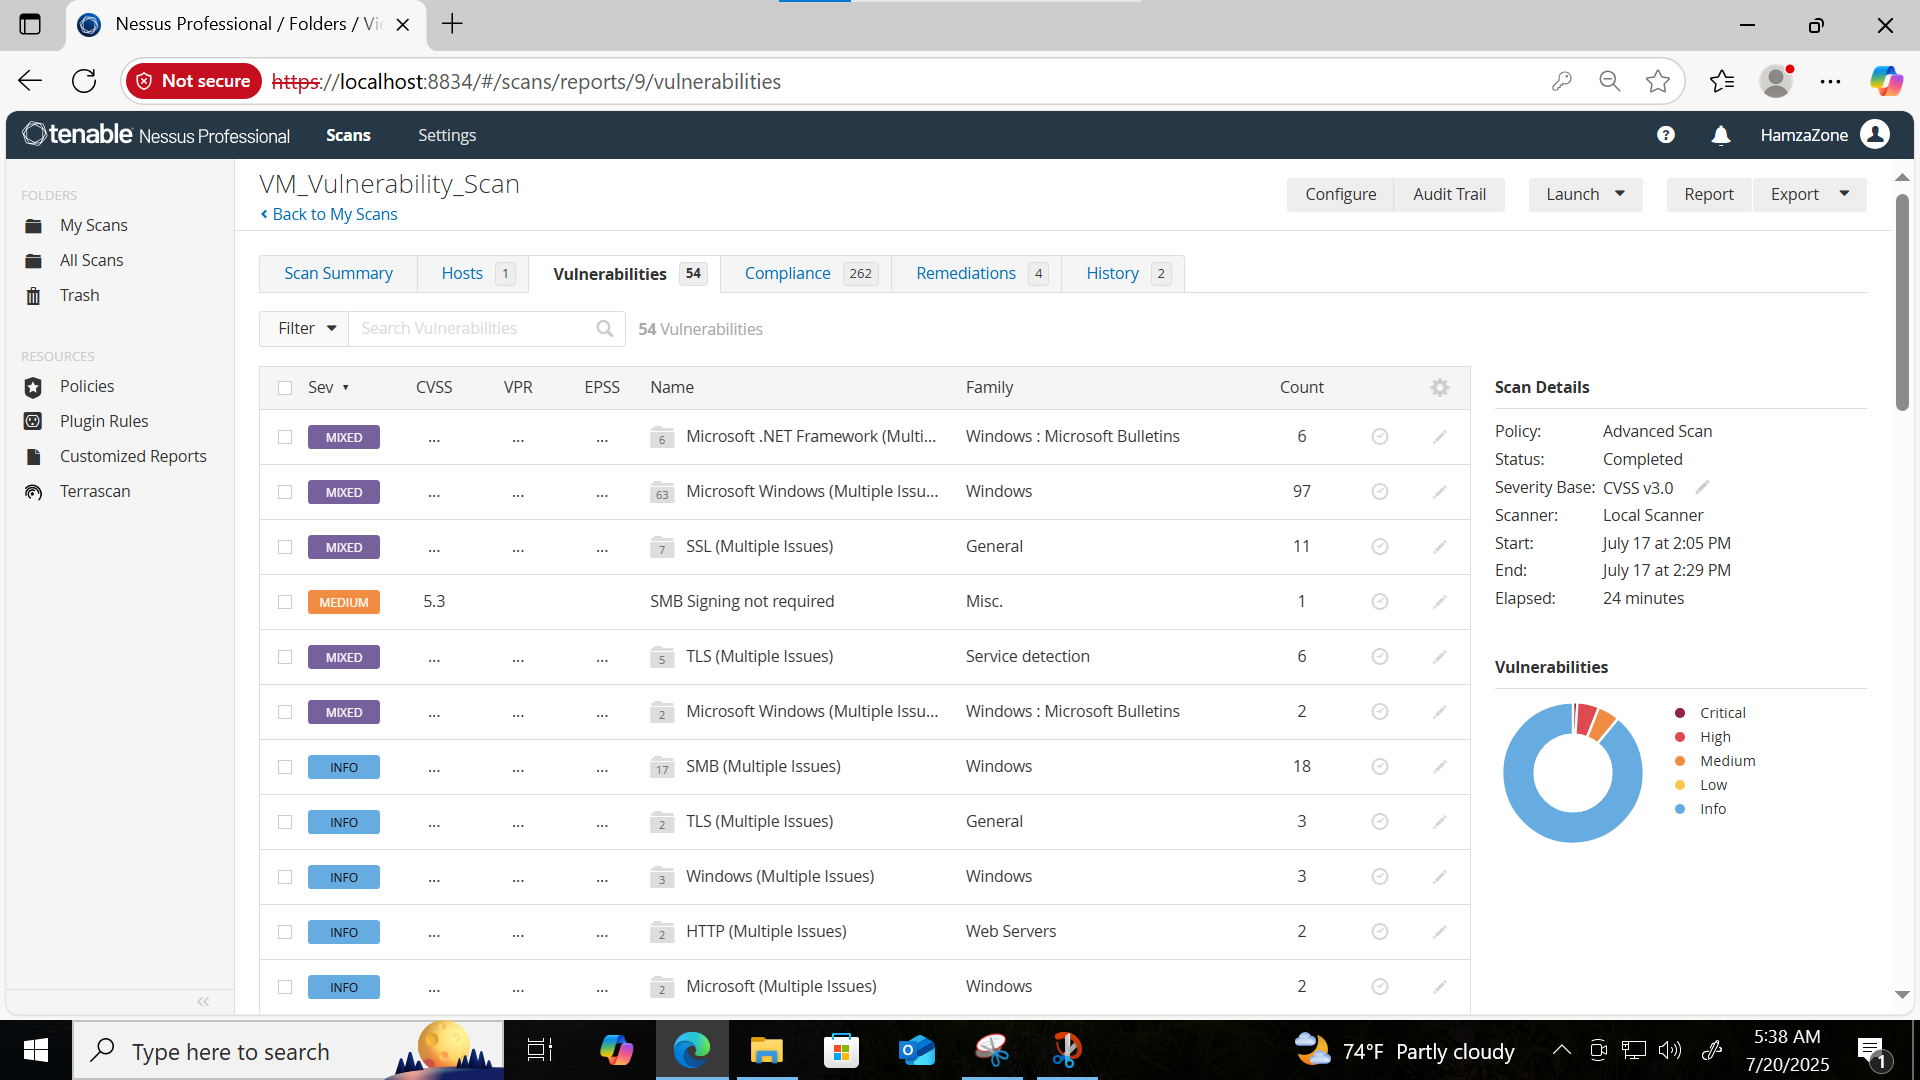 Nessus Professional / Folders / Vi
Not secure https://localhost:8834/#/scans/reports/9/vulnerabilities
tenable Nessus Professional Scans Settings HamzaZone
FOLDERS
My Scans
All Scans
Trash
RESOURCES
Policies
Plugin Rules
Customized Reports
Terrascan
VM_Vulnerability_Scan
Back to My Scans
Configure Audit Trail Launch Report Export
Scan Summary Hosts 1 Vulnerabilities 54 Compliance 262 Remediations 4 History 2
Filter Search Vulnerabilities 54 Vulnerabilities
Sev CVSS VPR EPSS Name Family Count
MIXED ... ... ... 6 Microsoft .NET Framework (Multi... Windows : Microsoft Bulletins 6
MIXED ... ... ... 63 Microsoft Windows (Multiple Issu... Windows 97
MIXED ... ... ... 7 SSL (Multiple Issues) General 11
MEDIUM 5.3 SMB Signing not required Misc. 1
MIXED ... ... ... 5 TLS (Multiple Issues) Service detection 6
MIXED ... ... ... 2 Microsoft Windows (Multiple Issu... Windows : Microsoft Bulletins 2
INFO ... ... ... 17 SMB (Multiple Issues) Windows 18
INFO ... ... ... 2 TLS (Multiple Issues) General 3
INFO ... ... ... 3 Windows (Multiple Issues) Windows 3
INFO ... ... ... 2 HTTP (Multiple Issues) Web Servers 2
INFO ... ... ... 2 Microsoft (Multiple Issues) Windows 2
Scan Details
Policy: Advanced Scan
Status: Completed
Severity Base: CVSS v3.0
Scanner: Local Scanner
Start: July 17 at 2:05 PM
End: July 17 at 2:29 PM
Elapsed: 24 minutes
Vulnerabilities
Critical
High
Medium
Low
Info
Type here to search
74°F Partly cloudy
5:38 AM
7/20/2025
1